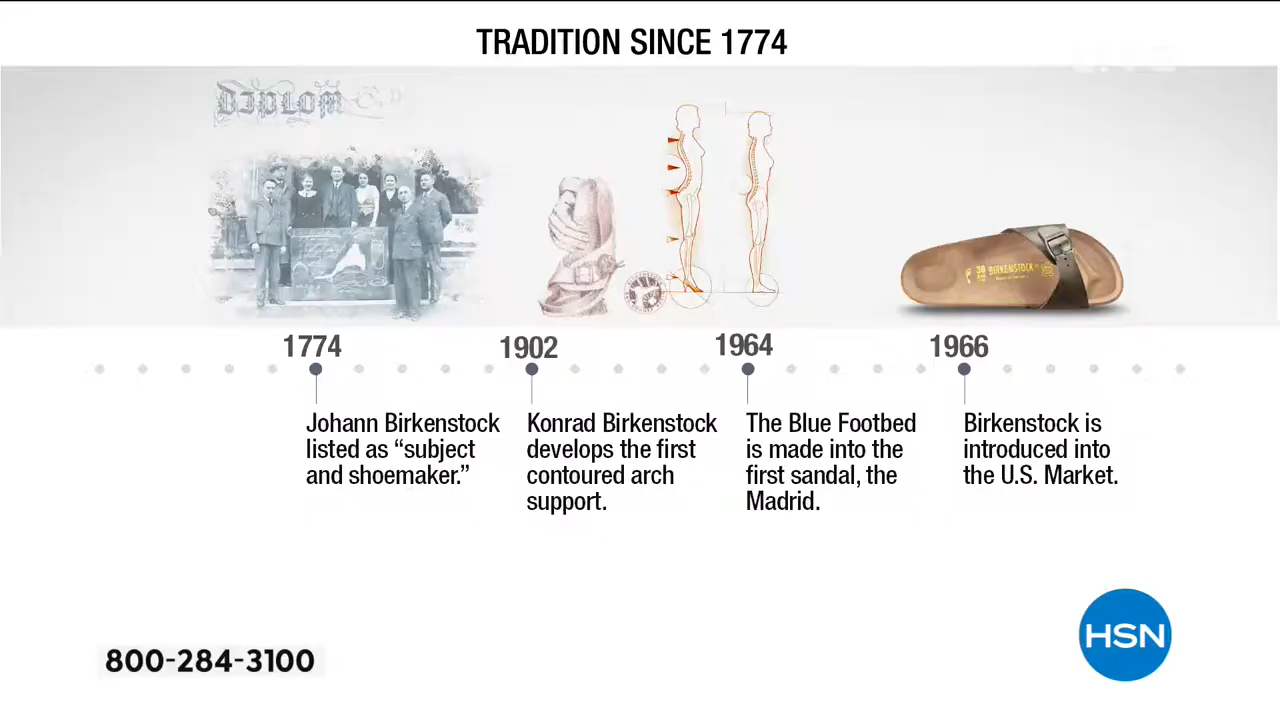 TRADITION SINCE 1774
DIPLOM
38
BIRKENSTOCK
1774
1902
1964
1966
Johann Birkenstock
listed as “subject
and shoemaker.”
Konrad Birkenstock
develops the first
contoured arch
support.
The Blue Footbed
is made into the
first sandal, the
Madrid.
Birkenstock is
introduced into
the U.S. Market.
800-284-3100
HSN